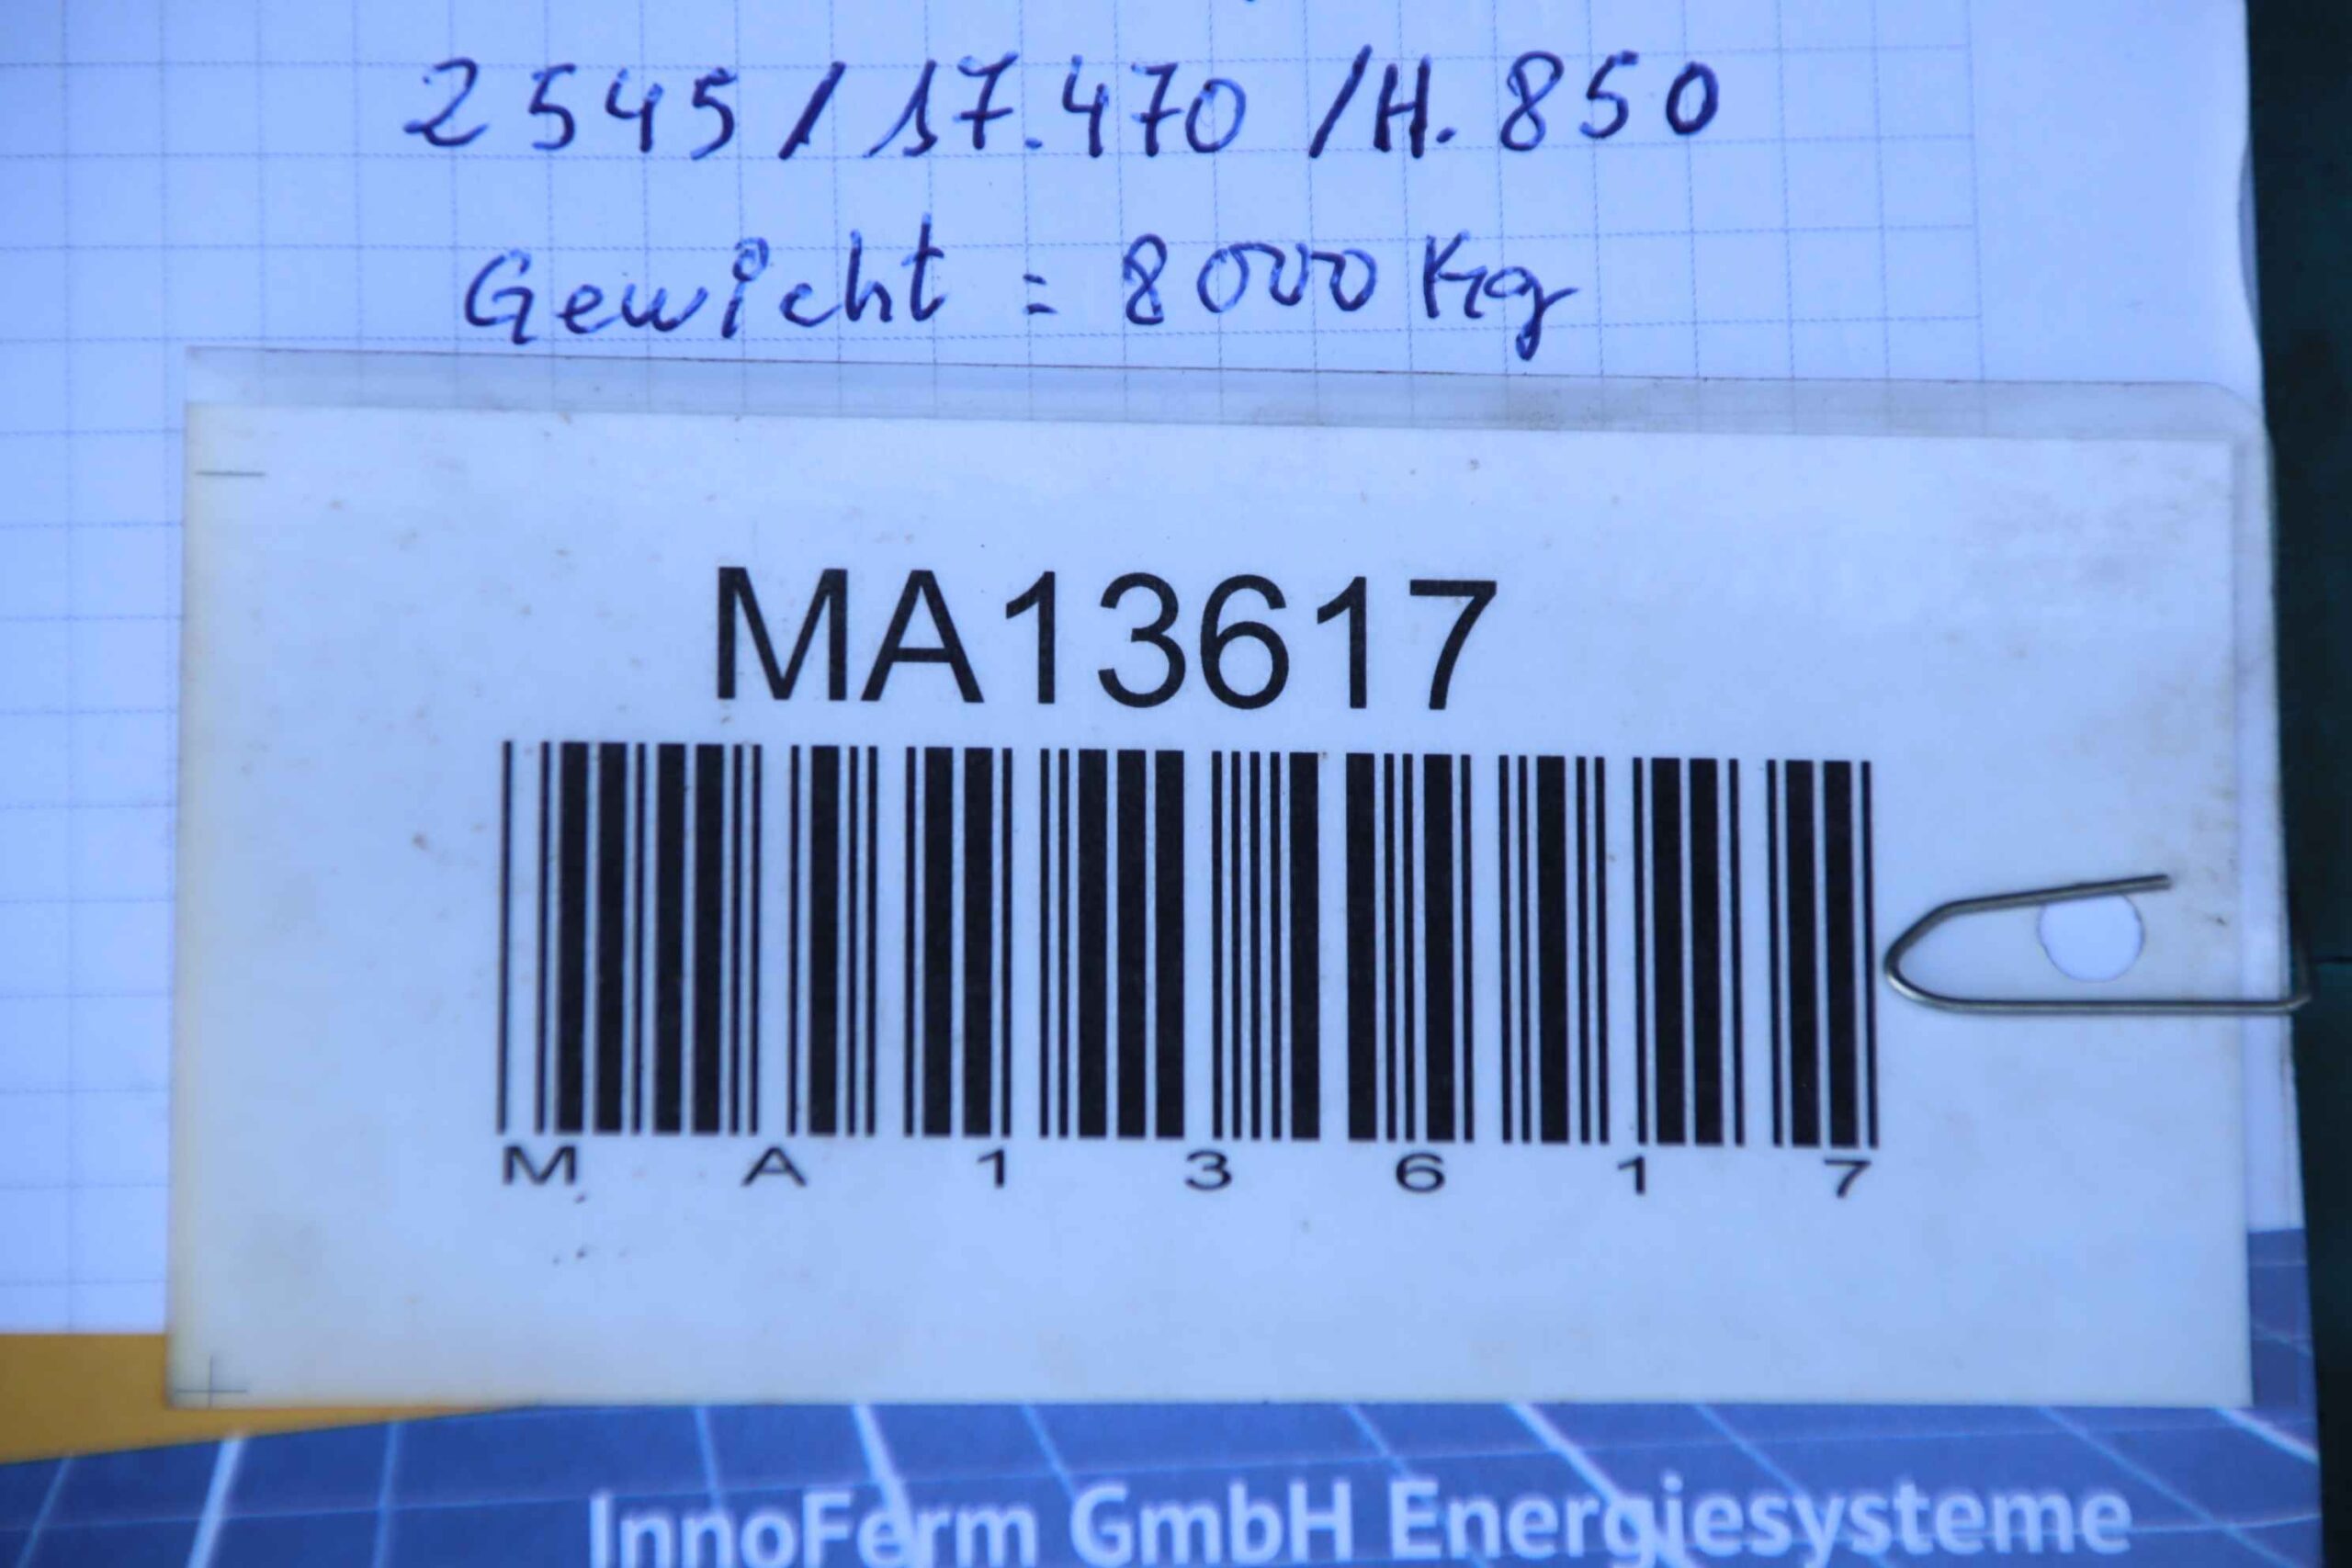 2545/17.470/H.850
Gewicht = 8000 Kg
MA13617
M A 1 3 6 1 7
InnoFerm GmbH Energiesysteme